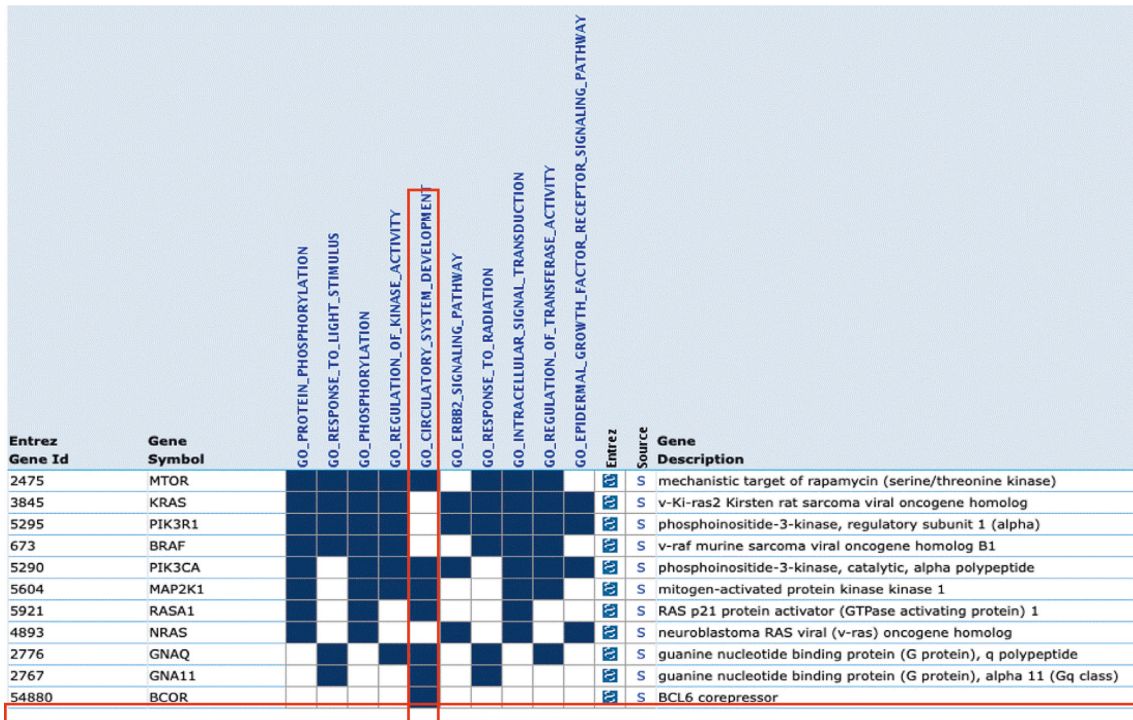 GO_PROTEIN_PHOSPHORYLATION
GO_RESPONSE_TO_LIGHT_STIMULUS
GO_PHOSPHORYLATION
GO_REGULATION_OF_KINASE_ACTIVITY
GO_CIRCULATORY_SYSTEM_DEVELOPMENT
GO_ERBB2_SIGNALING_PATHWAY
GO_RESPONSE_TO_RADIATION
GO_INTRACELLULAR_SIGNAL_TRANSDUCTION
GO_REGULATION_OF_TRANSFERASE_ACTIVITY
GO_EPIDERMAL_GROWTH_FACTOR_RECEPTOR_SIGNALING_PATHWAY
Entrez Gene Id Gene Symbol Entrez Source Gene Description
2475 MTOR S mechanistic target of rapamycin (serine/threonine kinase)
3845 KRAS S v-Ki-ras2 Kirsten rat sarcoma viral oncogene homolog
5295 PIK3R1 S phosphoinositide-3-kinase, regulatory subunit 1 (alpha)
673 BRAF S v-raf murine sarcoma viral oncogene homolog B1
5290 PIK3CA S phosphoinositide-3-kinase, catalytic, alpha polypeptide
5604 MAP2K1 S mitogen-activated protein kinase kinase 1
5921 RASA1 S RAS p21 protein activator (GTPase activating protein) 1
4893 NRAS S neuroblastoma RAS viral (v-ras) oncogene homolog
2776 GNAQ S guanine nucleotide binding protein (G protein), q polypeptide
2767 GNA11 S guanine nucleotide binding protein (G protein), alpha 11 (Gq class)
54880 BCOR S BCL6 corepressor